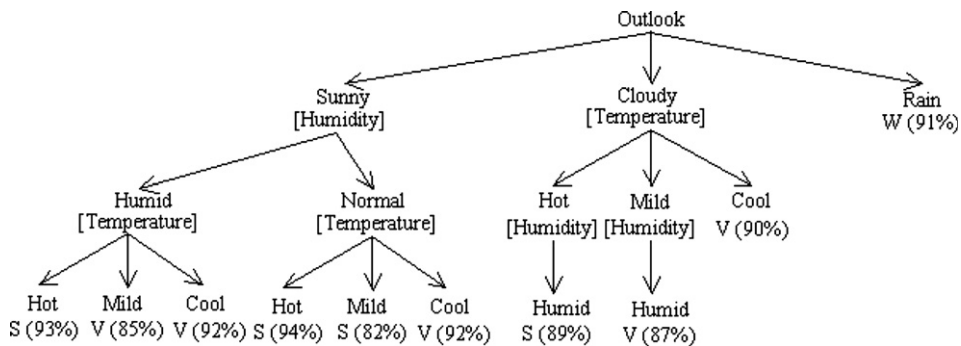 Outlook
Sunny Cloudy Rain
[Humidity] [Temperature] W (91%)
Humid Normal Hot Mild Cool
[Temperature] [Temperature] [Humidity] [Humidity] V (90%)
Hot Mild Cool Hot Mild Cool Humid Humid
S (93%) V (85%) V (92%) S (94%) S (82%) V (92%) S (89%) V (87%)